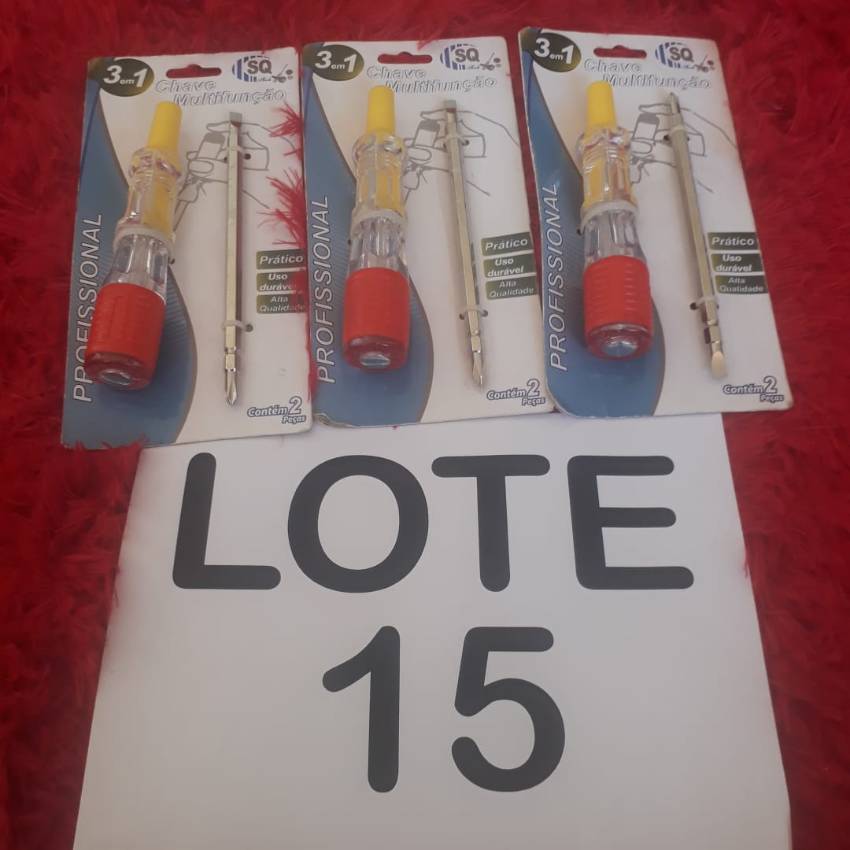 3 em 1
SQ
Chave
Multifunção
PROFISSIONAL
Prático
Uso
durável
Alta
Qualidade
Contém 2
Peças
3 em 1
SQ
Chave
Multifunção
PROFISSIONAL
Prático
Uso
durável
Alta
Qualidade
Contém 2
Peças
3 em 1
SQ
Chave
Multifunção
PROFISSIONAL
Prático
Uso
durável
Alta
Qualidade
Contém 2
Peças
LOTE
15